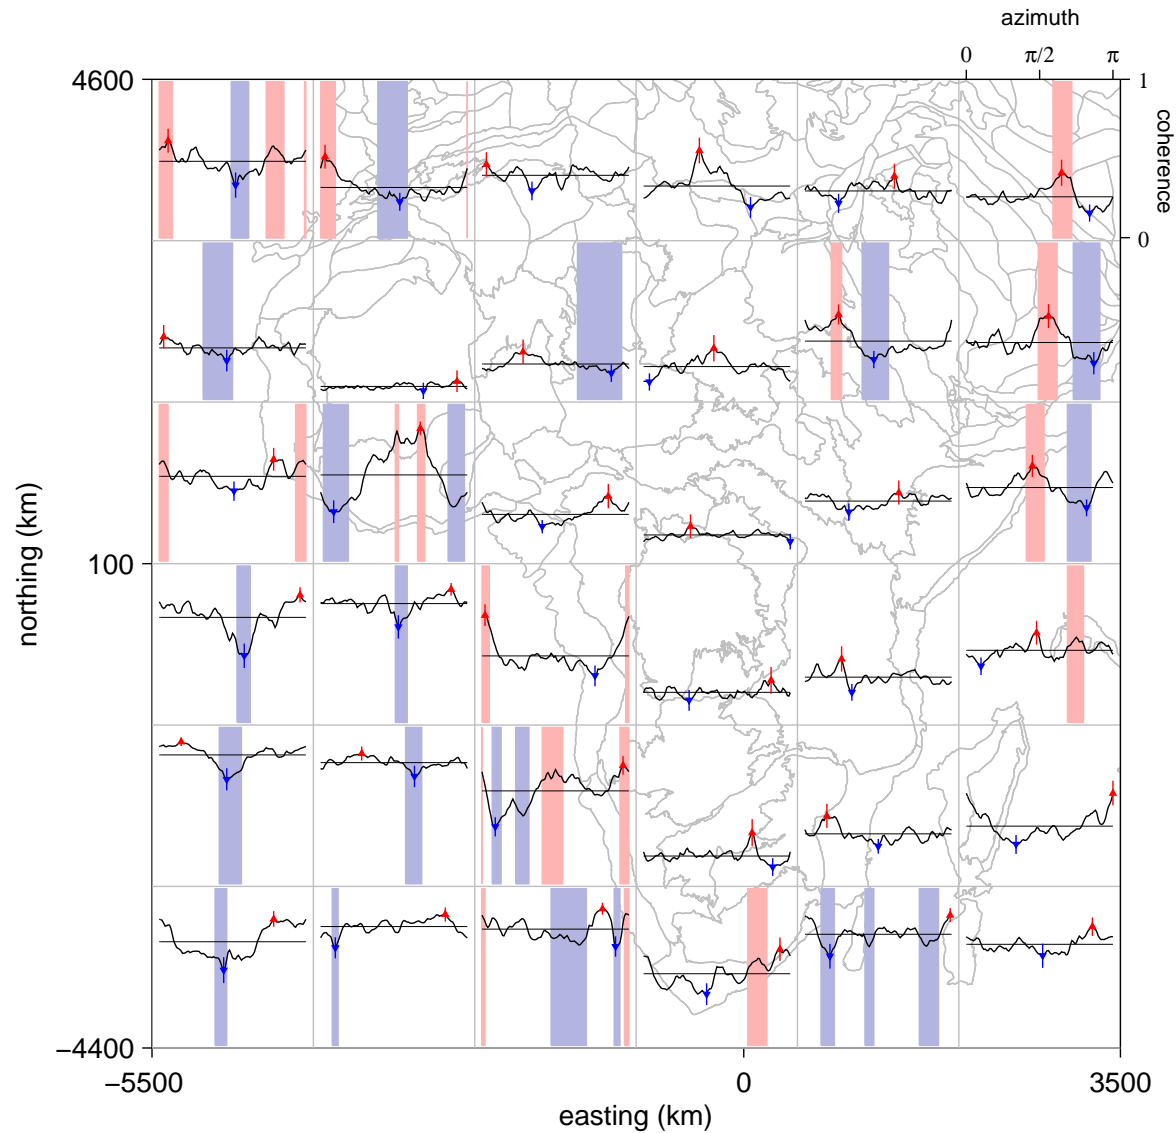 azimuth
0 π/2 π
4600
1
coherence
0
northing (km)
100
−4400
−5500 0 3500
easting (km)